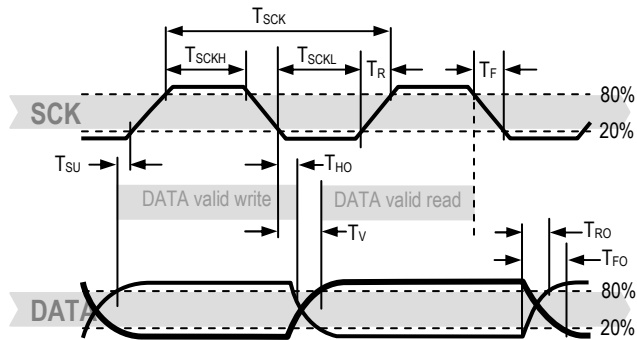 TSCK
TSCKH
TSCKL
TR
TF
SCK
80%
20%
TSU
THO
DATA valid write
DATA valid read
TV
TRO
TFO
DATA
80%
20%